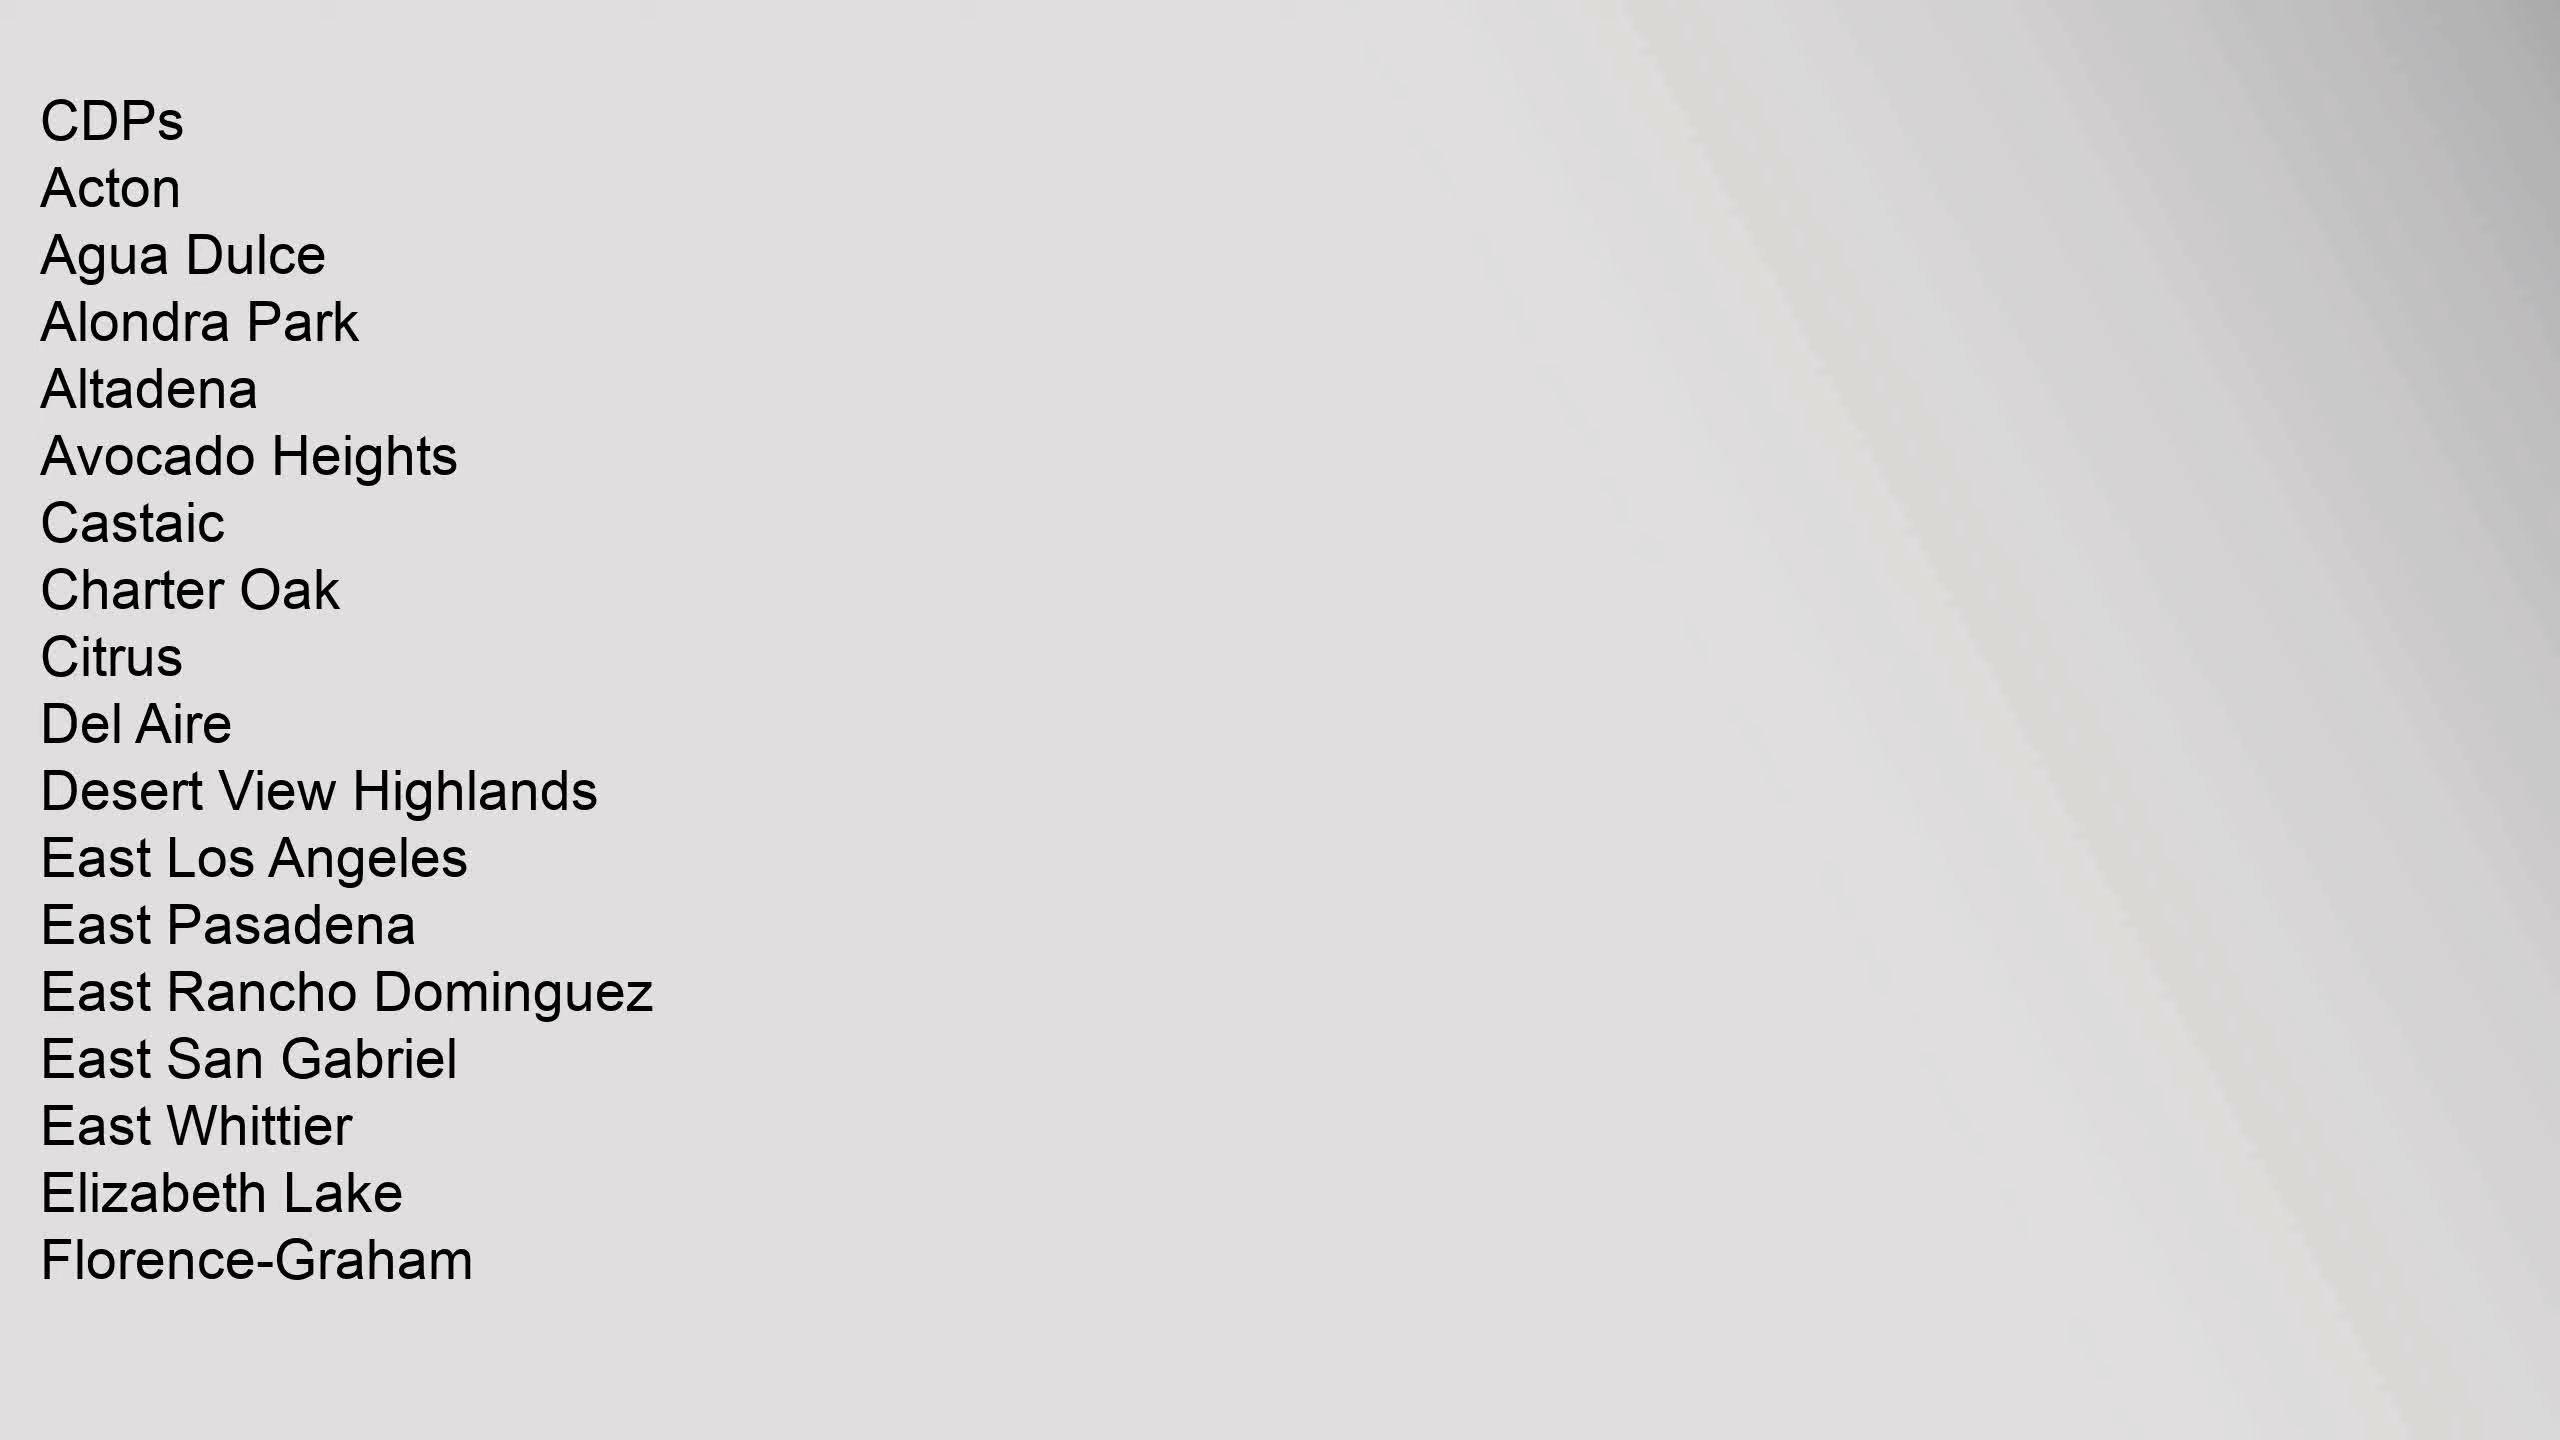 CDPs
Acton
Agua Dulce
Alondra Park
Altadena
Avocado Heights
Castaic
Charter Oak
Citrus
Del Aire
Desert View Highlands
East Los Angeles
East Pasadena
East Rancho Dominguez
East San Gabriel
East Whittier
Elizabeth Lake
Florence-Graham